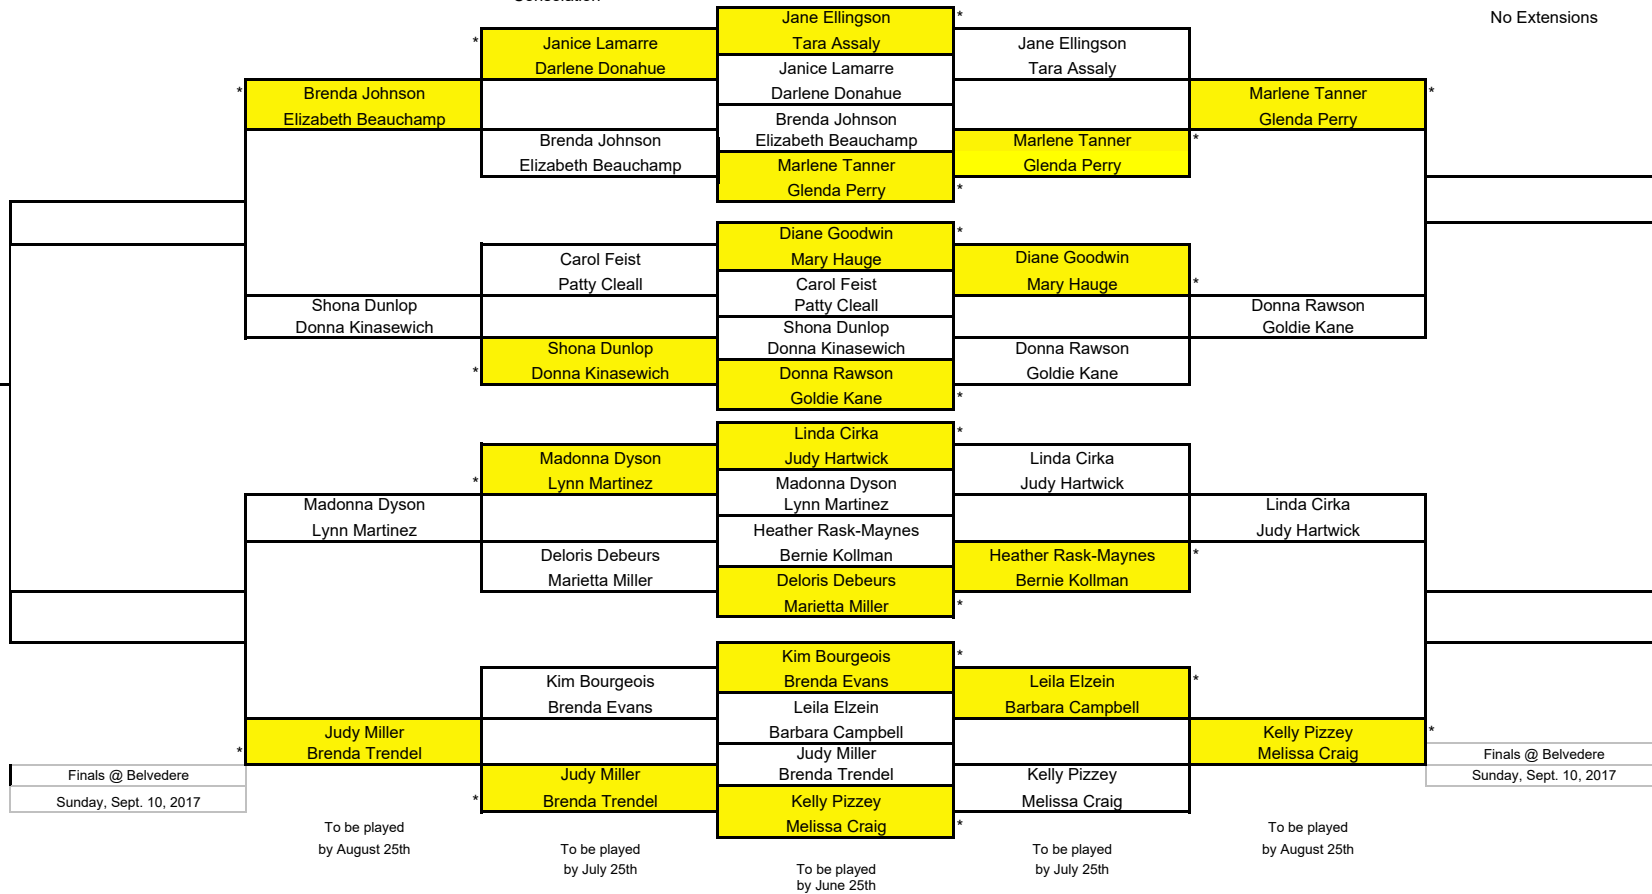 Jane Ellingson
*
Tara Assaly
No Extensions
*
Janice Lamarre
Darlene Donahue
Jane Ellingson
Tara Assaly
Janice Lamarre
Darlene Donahue
*
Brenda Johnson
Elizabeth Beauchamp
Marlene Tanner
*
Glenda Perry
Brenda Johnson
Elizabeth Beauchamp
Brenda Johnson
Elizabeth Beauchamp
Marlene Tanner
*
Glenda Perry
Marlene Tanner
Glenda Perry
*
Diane Goodwin
*
Mary Hauge
Carol Feist
Patty Cleall
Diane Goodwin
Mary Hauge
*
Carol Feist
Patty Cleall
Shona Dunlop
Donna Kinasewich
Donna Rawson
Goldie Kane
Shona Dunlop
Donna Kinasewich
Shona Dunlop
*
Donna Kinasewich
Donna Rawson
Goldie Kane
Donna Rawson
Goldie Kane
*
Linda Cirka
*
Judy Hartwick
Madonna Dyson
*
Lynn Martinez
Linda Cirka
Judy Hartwick
Madonna Dyson
Lynn Martinez
Madonna Dyson
Lynn Martinez
Linda Cirka
Judy Hartwick
Heather Rask-Maynes
Bernie Kollman
Deloris Debeurs
Marietta Miller
Heather Rask-Maynes
*
Bernie Kollman
Deloris Debeurs
Marietta Miller
*
Kim Bourgeois
*
Brenda Evans
Kim Bourgeois
Brenda Evans
Leila Elzein
*
Barbara Campbell
Leila Elzein
Barbara Campbell
Judy Miller
*
Brenda Trendel
Kelly Pizzey
*
Melissa Craig
Judy Miller
Brenda Trendel
Finals @ Belvedere
Sunday, Sept. 10, 2017
Judy Miller
*
Brenda Trendel
Kelly Pizzey
Melissa Craig
Finals @ Belvedere
Sunday, Sept. 10, 2017
Kelly Pizzey
Melissa Craig
*
To be played
by August 25th
To be played
by July 25th
To be played
by June 25th
To be played
by July 25th
To be played
by August 25th